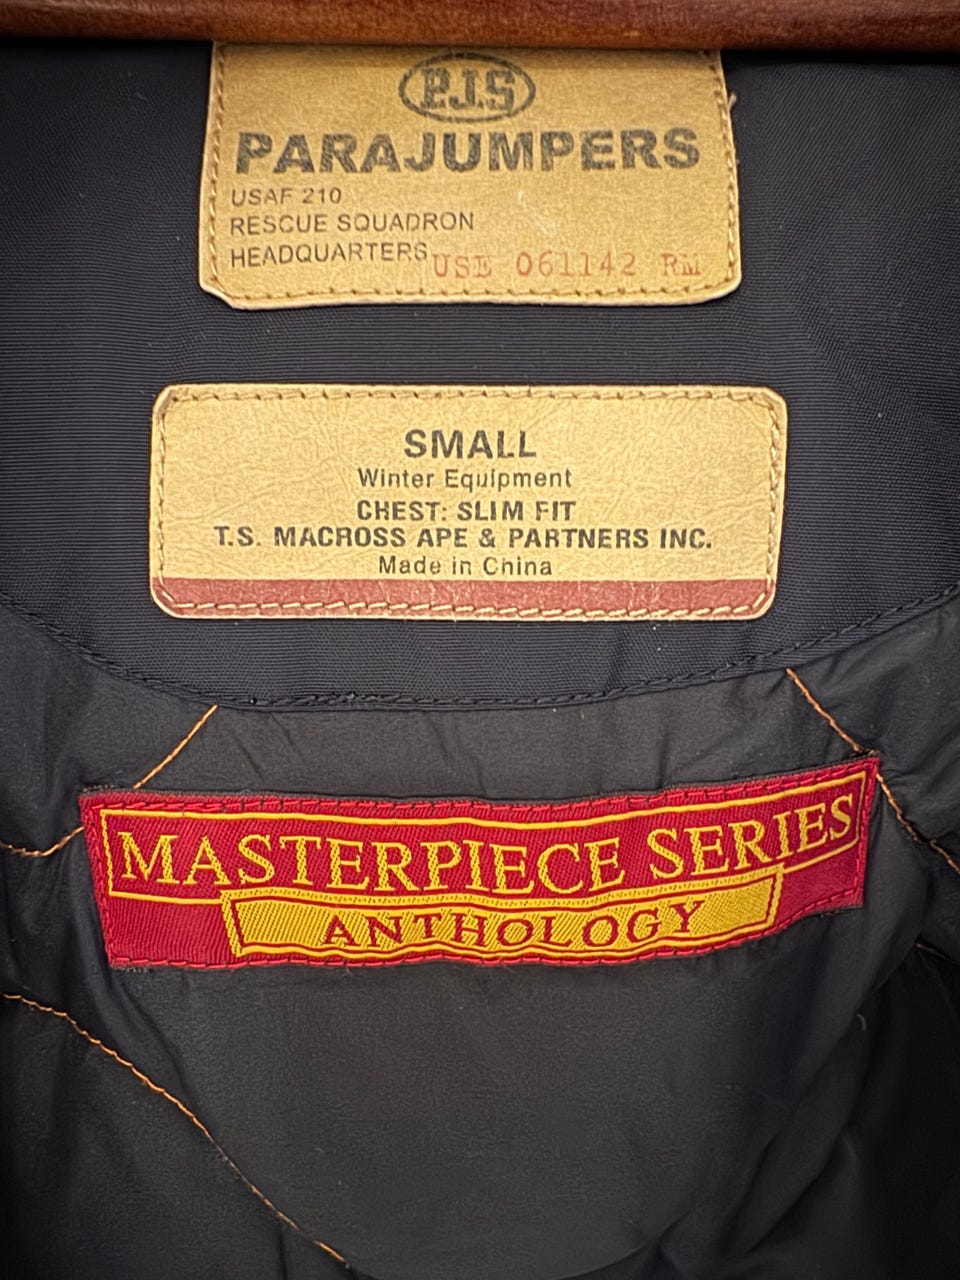 P.J.S
PARAJUMPERS
USAF 210
RESCUE SQUADRON
HEADQUARTERS USE 061142 RM
SMALL
Winter Equipment
CHEST: SLIM FIT
T.S. MACROSS APE & PARTNERS INC.
Made in China
MASTERPIECE SERIES
ANTHOLOGY